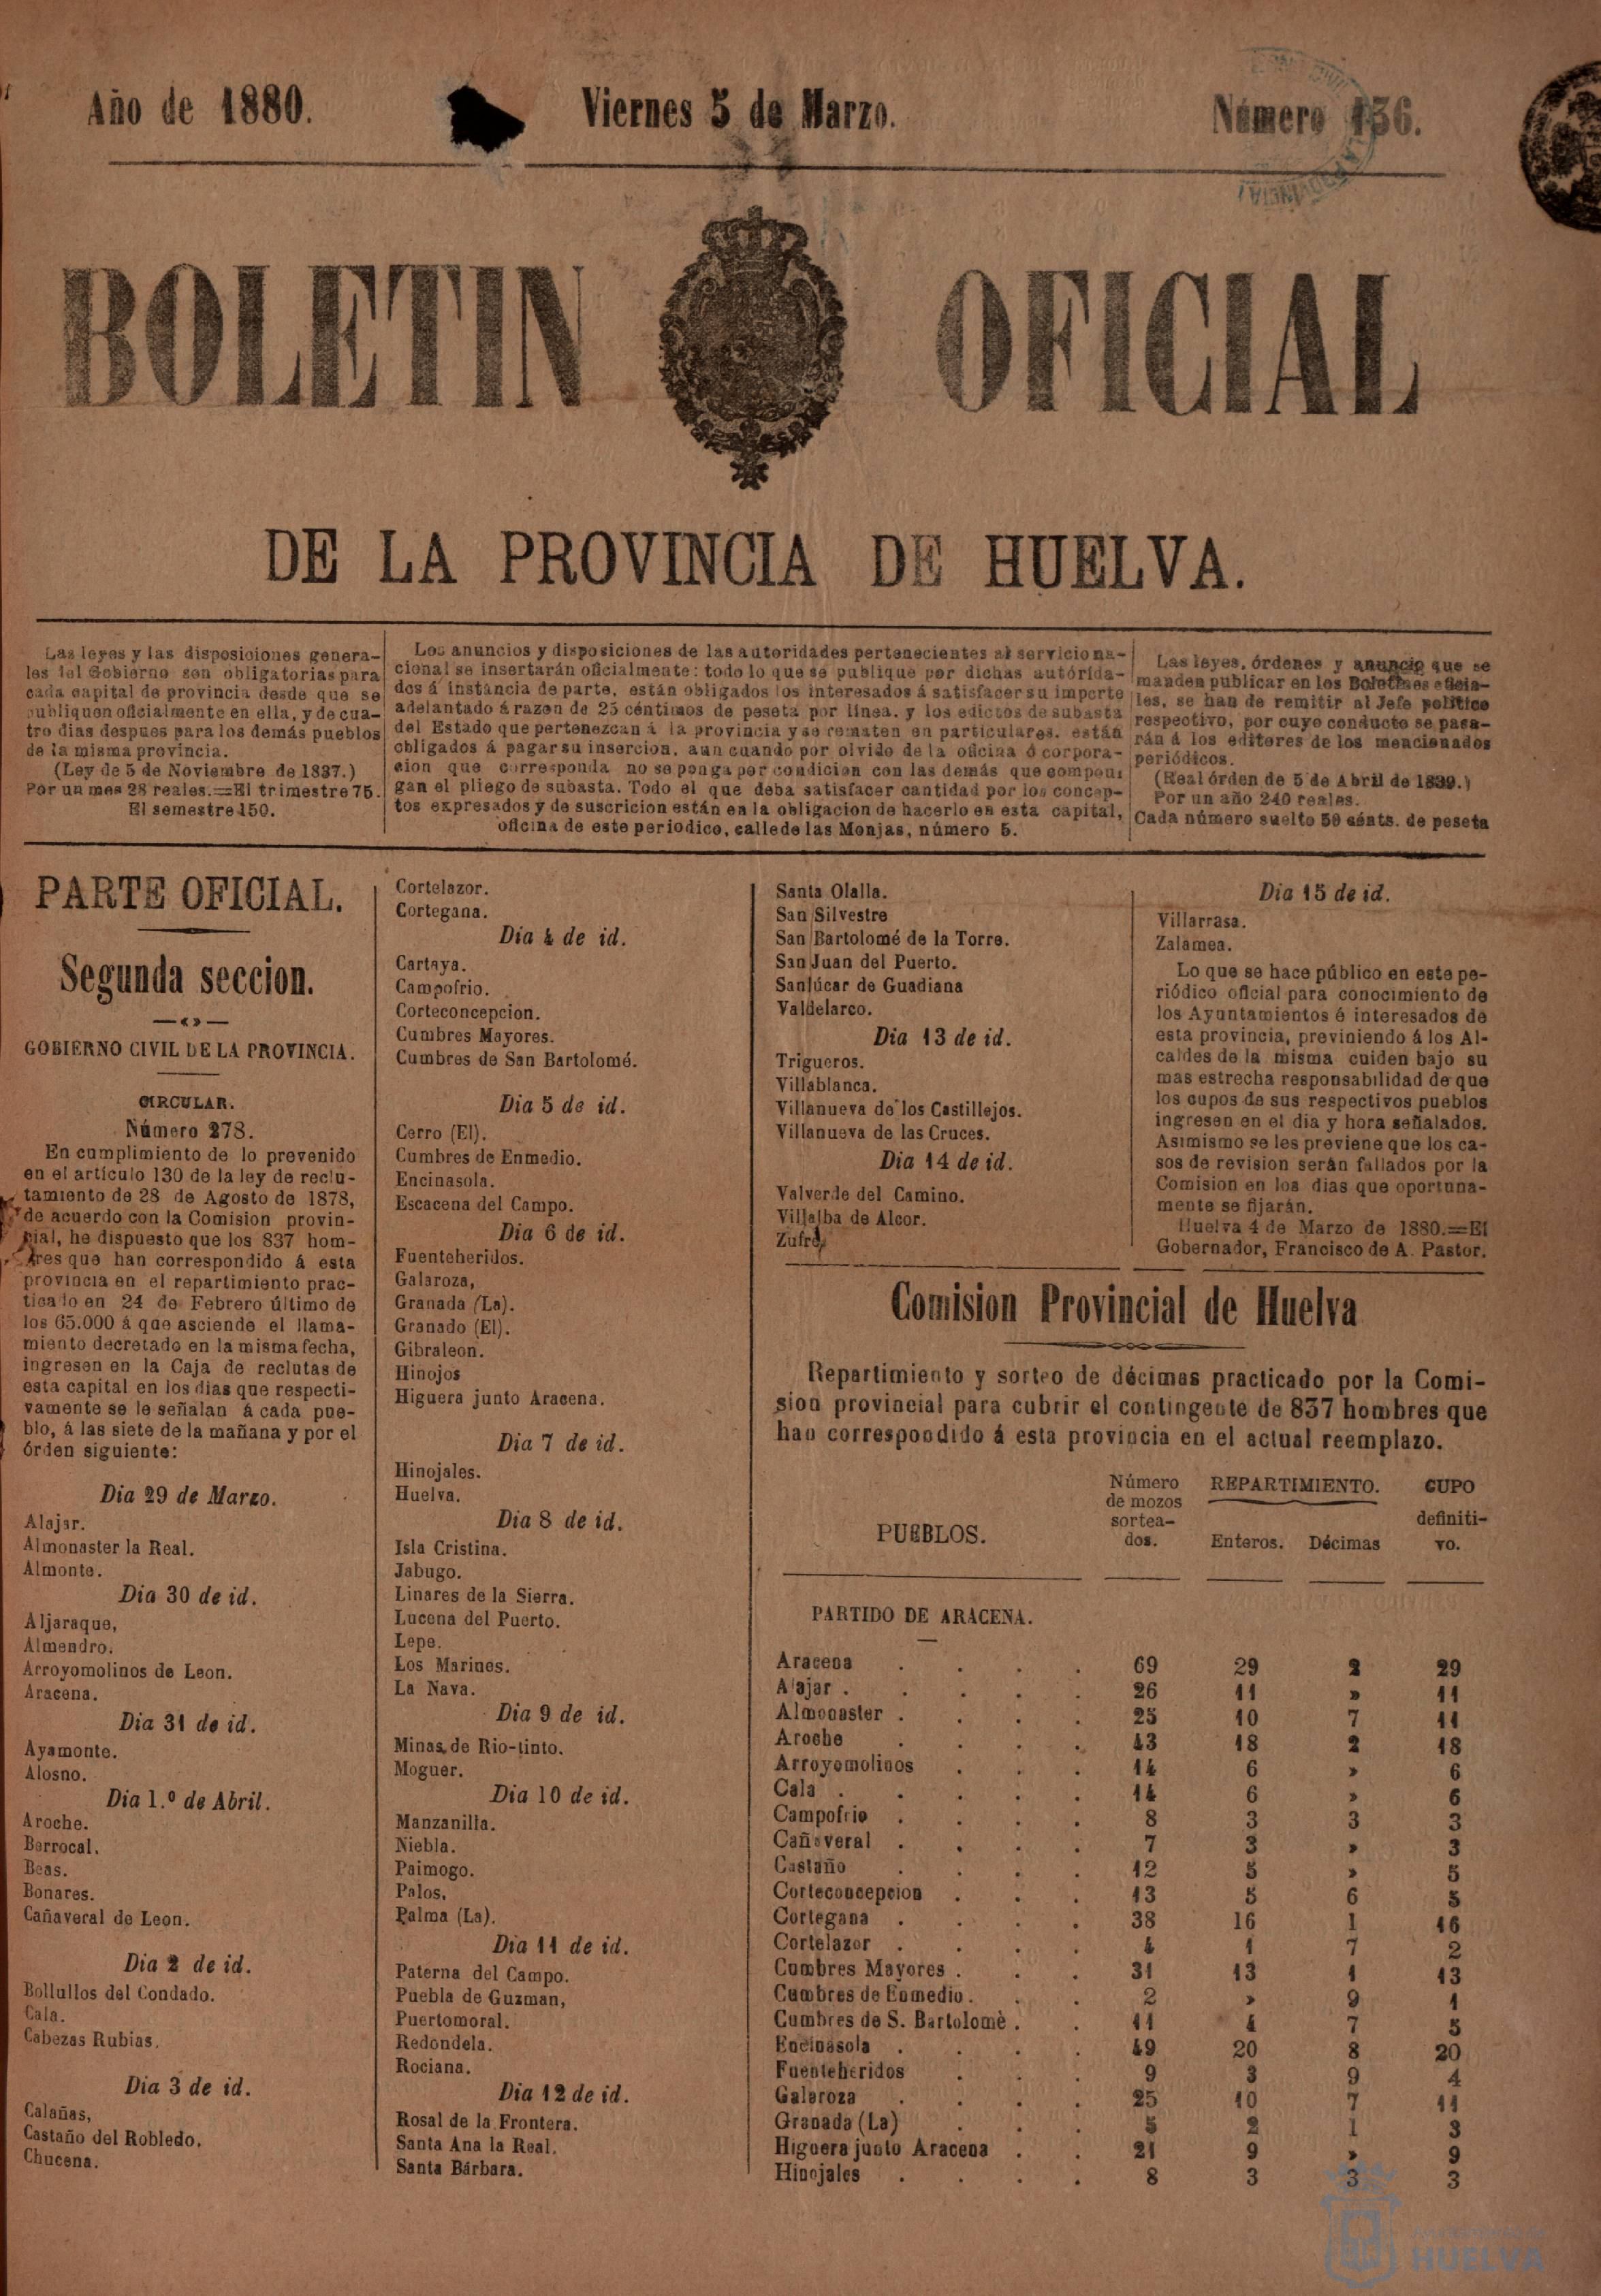 Año de 1880.
Viernes 5 de Marzo.
Número 136.
BOLETIN OFICIAL
DE LA PROVINCIA DE HUELVA.
Las leyes y las disposiciones genera-
les del Gobierno son obligatorias para
cada capital de provincia desde que se
publiquen oficialmente en ella, y de cua-
tro dias despues para los demás pueblos
de la misma provincia.
(Ley de 5 de Noviembre de 1837.)
Por un mes 28 reales.=El trimestre 75.
El semestre 150.
Los anuncios y disposiciones de las autoridades pertenecientes al servicio na-
cional se insertarán oficialmente: todo lo que se publique por dichas autórida-
des á instancia de parte, están obligados los interesados á satisfacer su importe
adelantado á razon de 25 céntimos de peseta por línea. y los edictos de subasta
del Estado que pertenezcan á la provincia y se rematen en particulares. están
obligados á pagar su insercion, aun cuando por olvido de la oficina ó corpora-
cion que corresponda no se ponga por condicion con las demás que compon:
gan el pliego de subasta. Todo el que deba satisfacer cantidad por los concep-
tos expresados y de suscricion están en la obligacion de hacerlo en esta capital,
oficina de este periodico, calle de las Monjas, número 5.
Las leyes, órdenes y anuncio que se
manden publicar en los Boletines oficia-
les, se han de remitir al Jefe político
respectivo, por cuyo conducto se pasa-
rán á los editores de los mencionados
periódicos.
(Real órden de 5 de Abril de 1839.)
Por un año 240 reales.
Cada número suelto 50 cénts. de peseta
PARTE OFICIAL.
Segunda seccion.
GOBIERNO CIVIL DE LA PROVINCIA.
CIRCULAR.
Número 278.
En cumplimiento de lo prevenido
en el artículo 130 de la ley de reclu-
tamiento de 28 de Agosto de 1878,
de acuerdo con la Comision provin-
cial, he dispuesto que los 837 hom-
bres que han correspondido á esta
provincia en el repartimiento prac-
ticado en 24 de Febrero último de
los 65.000 á que asciende el llama-
miento decretado en la misma fecha,
ingresen en la Caja de reclutas de
esta capital en los dias que respecti-
vamente se le señalan á cada pue-
blo, á las siete de la mañana y por el
órden siguiente:
Dia 29 de Marzo.
Alajar.
Almonaster la Real.
Almonte.
Dia 30 de id.
Aljaraque,
Almendro.
Arroyomolinos de Leon.
Aracena.
Dia 31 de id.
Ayamonte.
Alosno.
Dia 1.º de Abril.
Aroche.
Berrocal.
Beas.
Bonares.
Cañaveral de Leon.
Dia 2 de id.
Bollullos del Condado.
Cala.
Cabezas Rubias.
Dia 3 de id.
Calañas,
Castaño del Robledo.
Chucena.
Cortelazor.
Cortegana.
Dia 4 de id.
Cartaya.
Campofrio.
Corteconcepcion.
Cumbres Mayores.
Cumbres de San Bartolomé.
Dia 5 de id.
Cerro (El).
Cumbres de Enmedio.
Encinasola.
Escacena del Campo.
Dia 6 de id.
Fuenteheridos.
Galaroza,
Granada (La).
Granado (El).
Gibraleon.
Hinojos
Higuera junto Aracena.
Dia 7 de id.
Hinojales.
Huelva.
Dia 8 de id.
Isla Cristina.
Jabugo.
Linares de la Sierra.
Lucena del Puerto.
Lepe.
Los Marines.
La Nava.
Dia 9 de id.
Minas de Rio-tinto.
Moguer.
Dia 10 de id.
Manzanilla.
Niebla.
Paimogo.
Palos.
Palma (La).
Dia 11 de id.
Paterna del Campo.
Puebla de Guzman,
Puertomoral.
Redondela.
Rociana.
Dia 12 de id.
Rosal de la Frontera.
Santa Ana la Real.
Santa Bárbara.
Santa Olalla.
San Silvestre
San Bartolomé de la Torre.
San Juan del Puerto.
Sanlúcar de Guadiana
Valdelarco.
Dia 13 de id.
Trigueros.
Villablanca.
Villanueva de los Castillejos.
Villanueva de las Cruces.
Dia 14 de id.
Valverde del Camino.
Villalba de Alcor.
Zufre,
Dia 15 de id.
Villarrasa.
Zalamea.
Lo que se hace público en este pe-
riódico oficial para conocimiento de
los Ayuntamientos é interesados de
esta provincia, previniendo á los Al-
caldes de la misma cuiden bajo su
mas estrecha responsabilidad de que
los cupos de sus respectivos pueblos
ingresen en el dia y hora señalados.
Asimismo se les previene que los ca-
sos de revision serán fallados por la
Comision en los dias que oportuna-
mente se fijarán.
Huelva 4 de Marzo de 1880.=El
Gobernador, Francisco de A. Pastor.
Comision Provincial de Huelva
Repartimiento y sorteo de décimas practicado por la Comi-
sion provincial para cubrir el contingente de 837 hombres que
han correspondido á esta provincia en el actual reemplazo.
PUEBLOS.
Número
de mozos
sortea-
dos.
REPARTIMIENTO.
Enteros. Décimas
CUPO
definiti-
vo.
PARTIDO DE ARACENA.
Aracena . . . . 69 29 2 29
Alajar . . . . . 26 11 » 11
Almonaster . . . . 25 10 7 11
Aroche . . . . 43 18 2 18
Arroyomolinos . . . 14 6 » 6
Cala . . . . . 14 6 » 6
Campofrio . . . . 8 3 3 3
Cañaveral . . . . 7 3 » 3
Castaño . . . . 12 5 » 5
Corteconcepcion . . . 13 5 6 5
Cortegana . . . . 38 16 1 16
Cortelazor . . . . 4 1 7 2
Cumbres Mayores . . . 31 13 1 13
Cumbres de Enmedio . . . 2 » 9 1
Cumbres de S. Bartolomè . . 11 4 7 5
Encinasola . . . . 49 20 8 20
Fuenteheridos . . . 9 3 9 4
Galaroza . . . . 25 10 7 11
Granada (La) . . . 5 2 1 3
Higuera junto Aracena . . 21 9 » 9
Hinojales . . . . 8 3 3 3
HUELVA